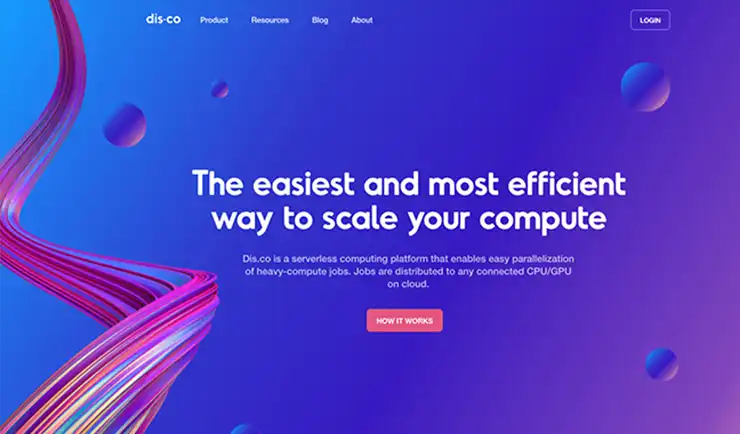 dis·co Product Resources Blog About LOGIN
The easiest and most efficient
way to scale your compute
Dis.co is a serverless computing platform that enables easy parallelization
of heavy-compute jobs. Jobs are distributed to any connected CPU/GPU
on cloud.
HOW IT WORKS